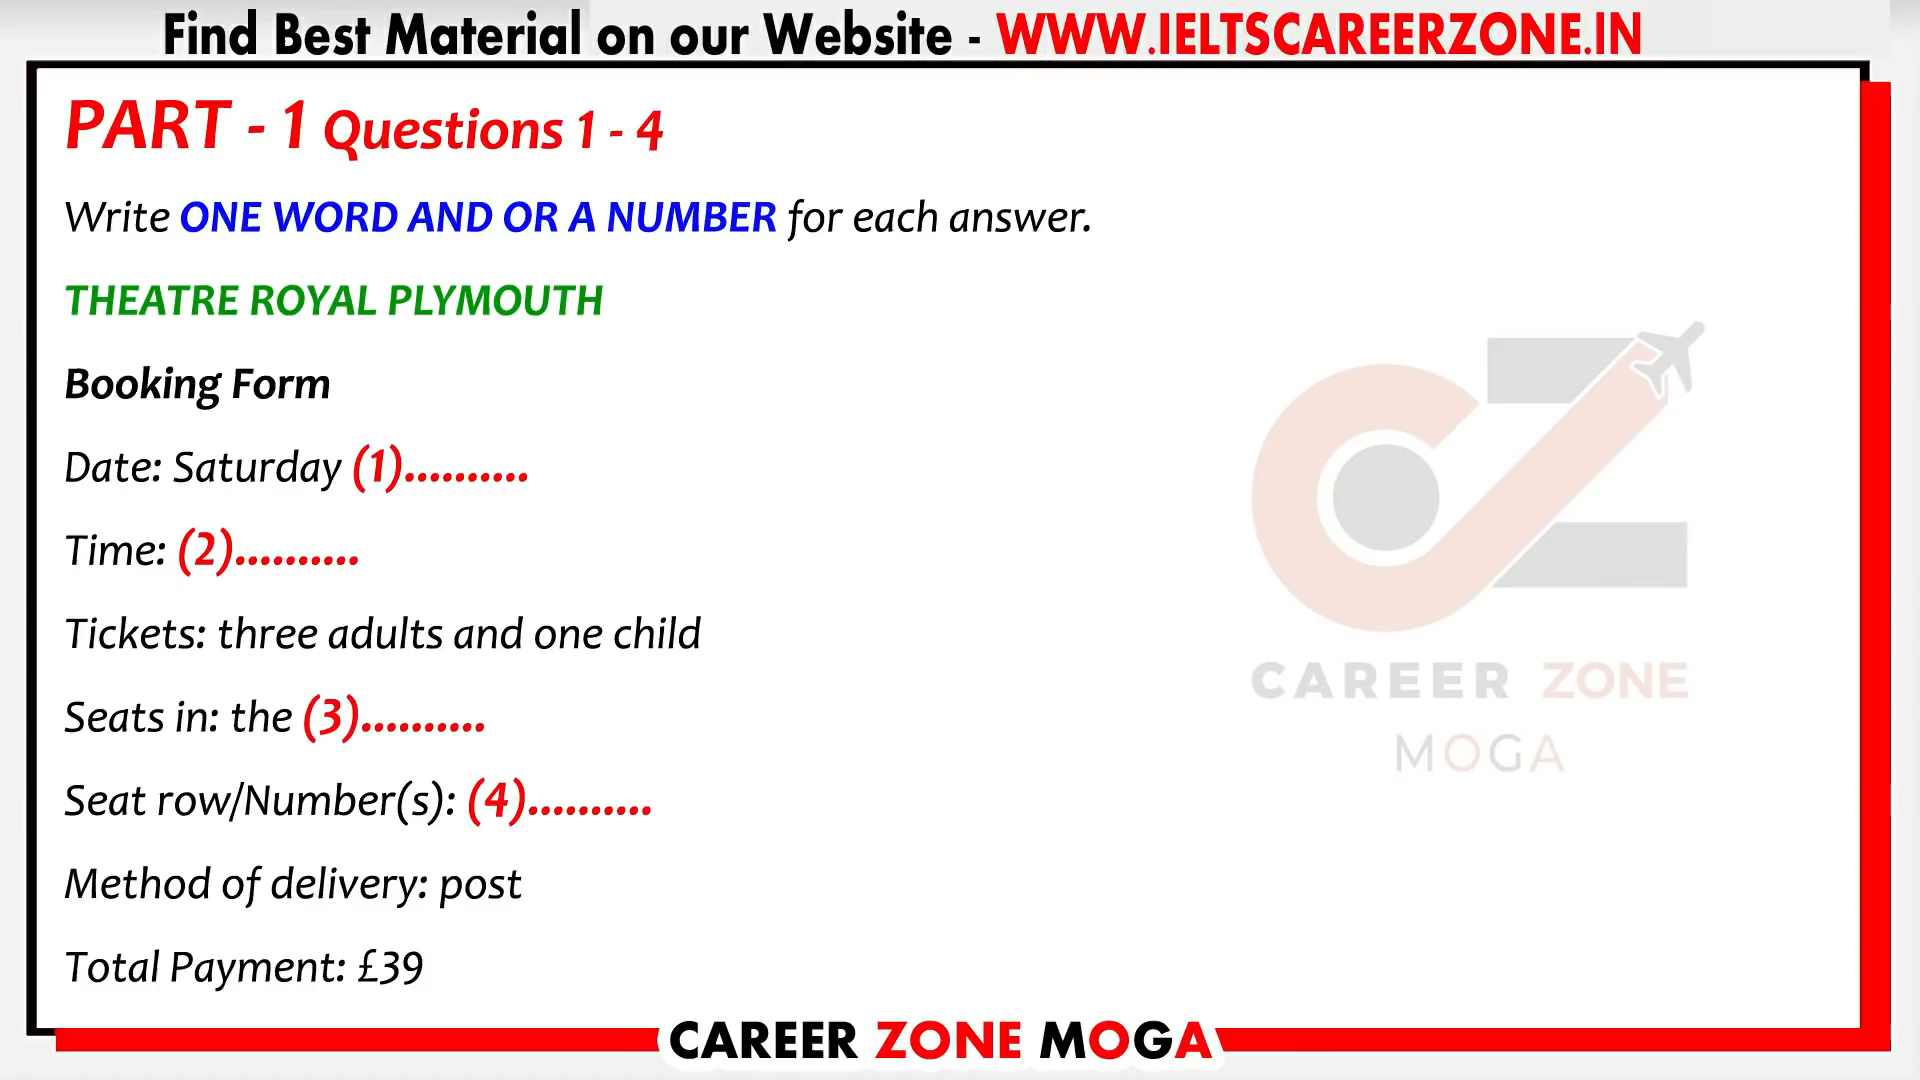 Find Best Material on our Website - WWW.IELTSCAREERZONE.IN
PART - 1 Questions 1 - 4
Write ONE WORD AND OR A NUMBER for each answer.
THEATRE ROYAL PLYMOUTH
Booking Form
Date: Saturday (1)..........
Time: (2)..........
Tickets: three adults and one child
Seats in: the (3)..........
Seat row/Number(s): (4)..........
Method of delivery: post
Total Payment: £39
CAREER ZONE
MOGA
CAREER ZONE MOGA